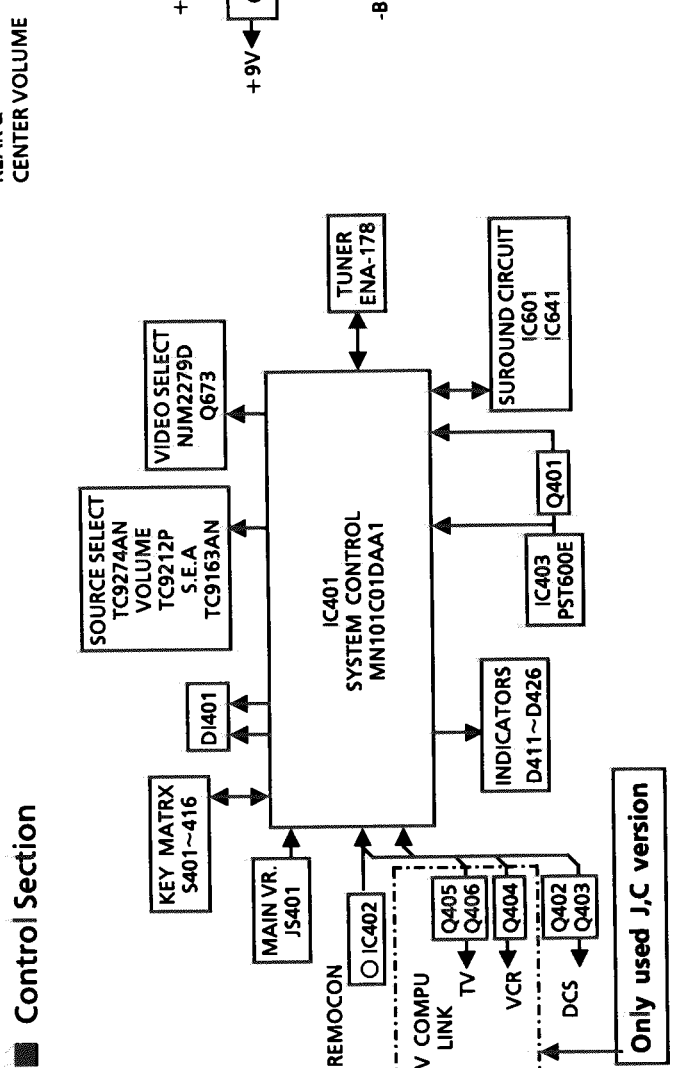 CENTER VOLUME
+9V
-B
■ Control Section
KEY MATRX
S401~416
DI401
SOURCE SELECT
TC9274AN
VOLUME
TC9212P
S.E.A
TC9163AN
VIDEO SELECT
NJM2279D
Q673
MAIN VR.
JS401
REMOCON
IC402
IC401
SYSTEM CONTROL
MN101C01DAA1
TUNER
ENA-178
V COMPU
LINK
TV
Q405
Q406
VCR
Q404
DCS
Q402
Q403
INDICATORS
D411~D426
IC403
PST600E
Q401
SUROUND CIRCUIT
IC601
IC641
Only used J,C version